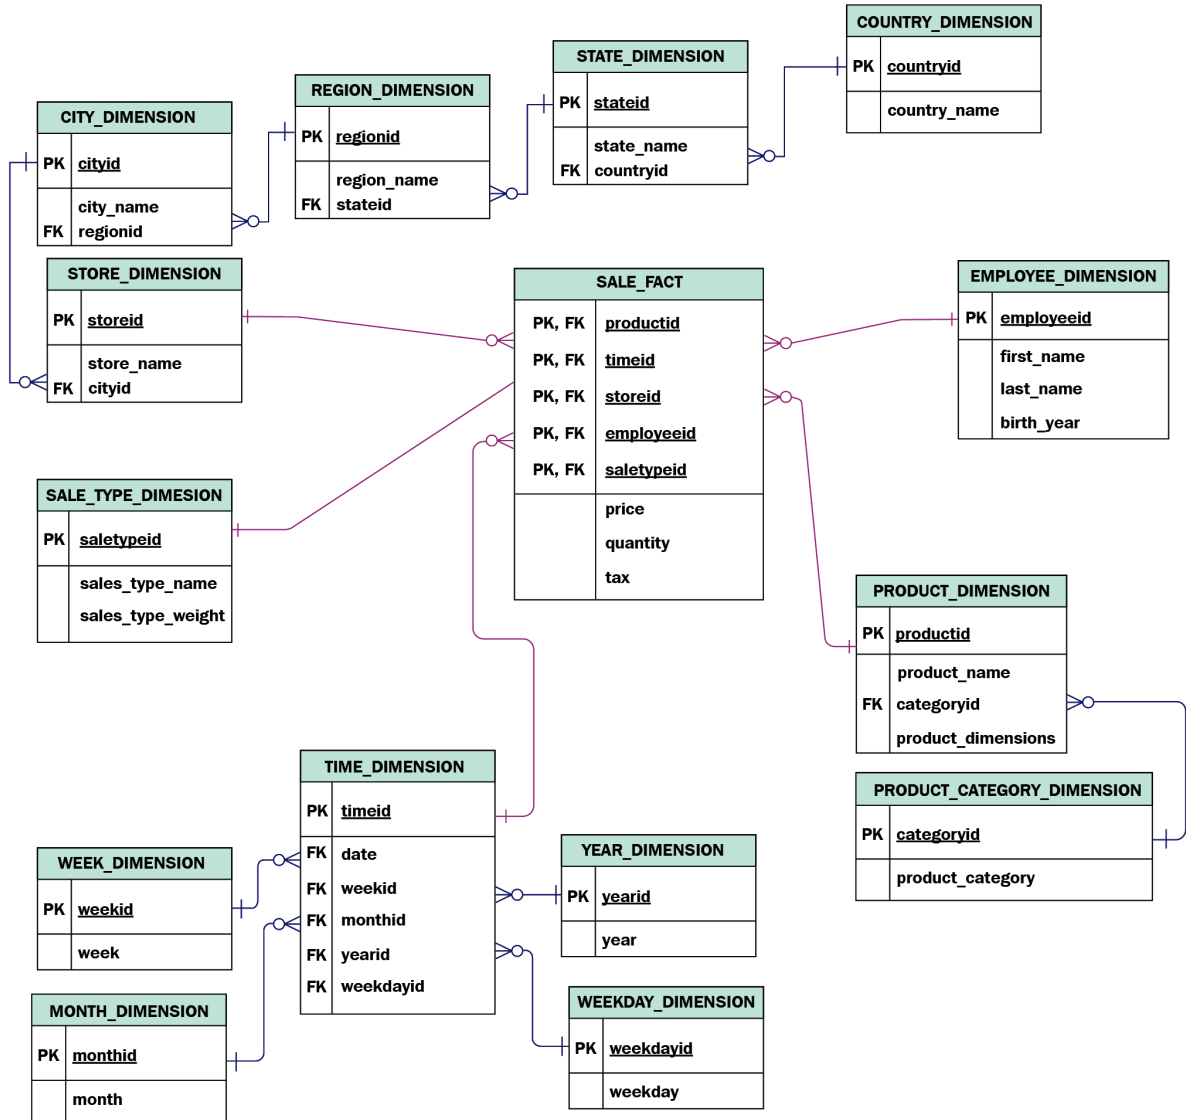 COUNTRY_DIMENSION
PK countryid
country_name
STATE_DIMENSION
PK stateid
state_name
FK countryid
REGION_DIMENSION
PK regionid
region_name
FK stateid
CITY_DIMENSION
PK cityid
city_name
FK regionid
STORE_DIMENSION
PK storeid
store_name
FK cityid
SALE_FACT
PK, FK productid
PK, FK timeid
PK, FK storeid
PK, FK employeeid
PK, FK saletypeid
price
quantity
tax
EMPLOYEE_DIMENSION
PK employeeid
first_name
last_name
birth_year
SALE_TYPE_DIMESION
PK saletypeid
sales_type_name
sales_type_weight
PRODUCT_DIMENSION
PK productid
product_name
FK categoryid
product_dimensions
PRODUCT_CATEGORY_DIMENSION
PK categoryid
product_category
TIME_DIMENSION
PK timeid
FK date
FK weekid
FK monthid
FK yearid
FK weekdayid
WEEK_DIMENSION
PK weekid
week
YEAR_DIMENSION
PK yearid
year
MONTH_DIMENSION
PK monthid
month
WEEKDAY_DIMENSION
PK weekdayid
weekday